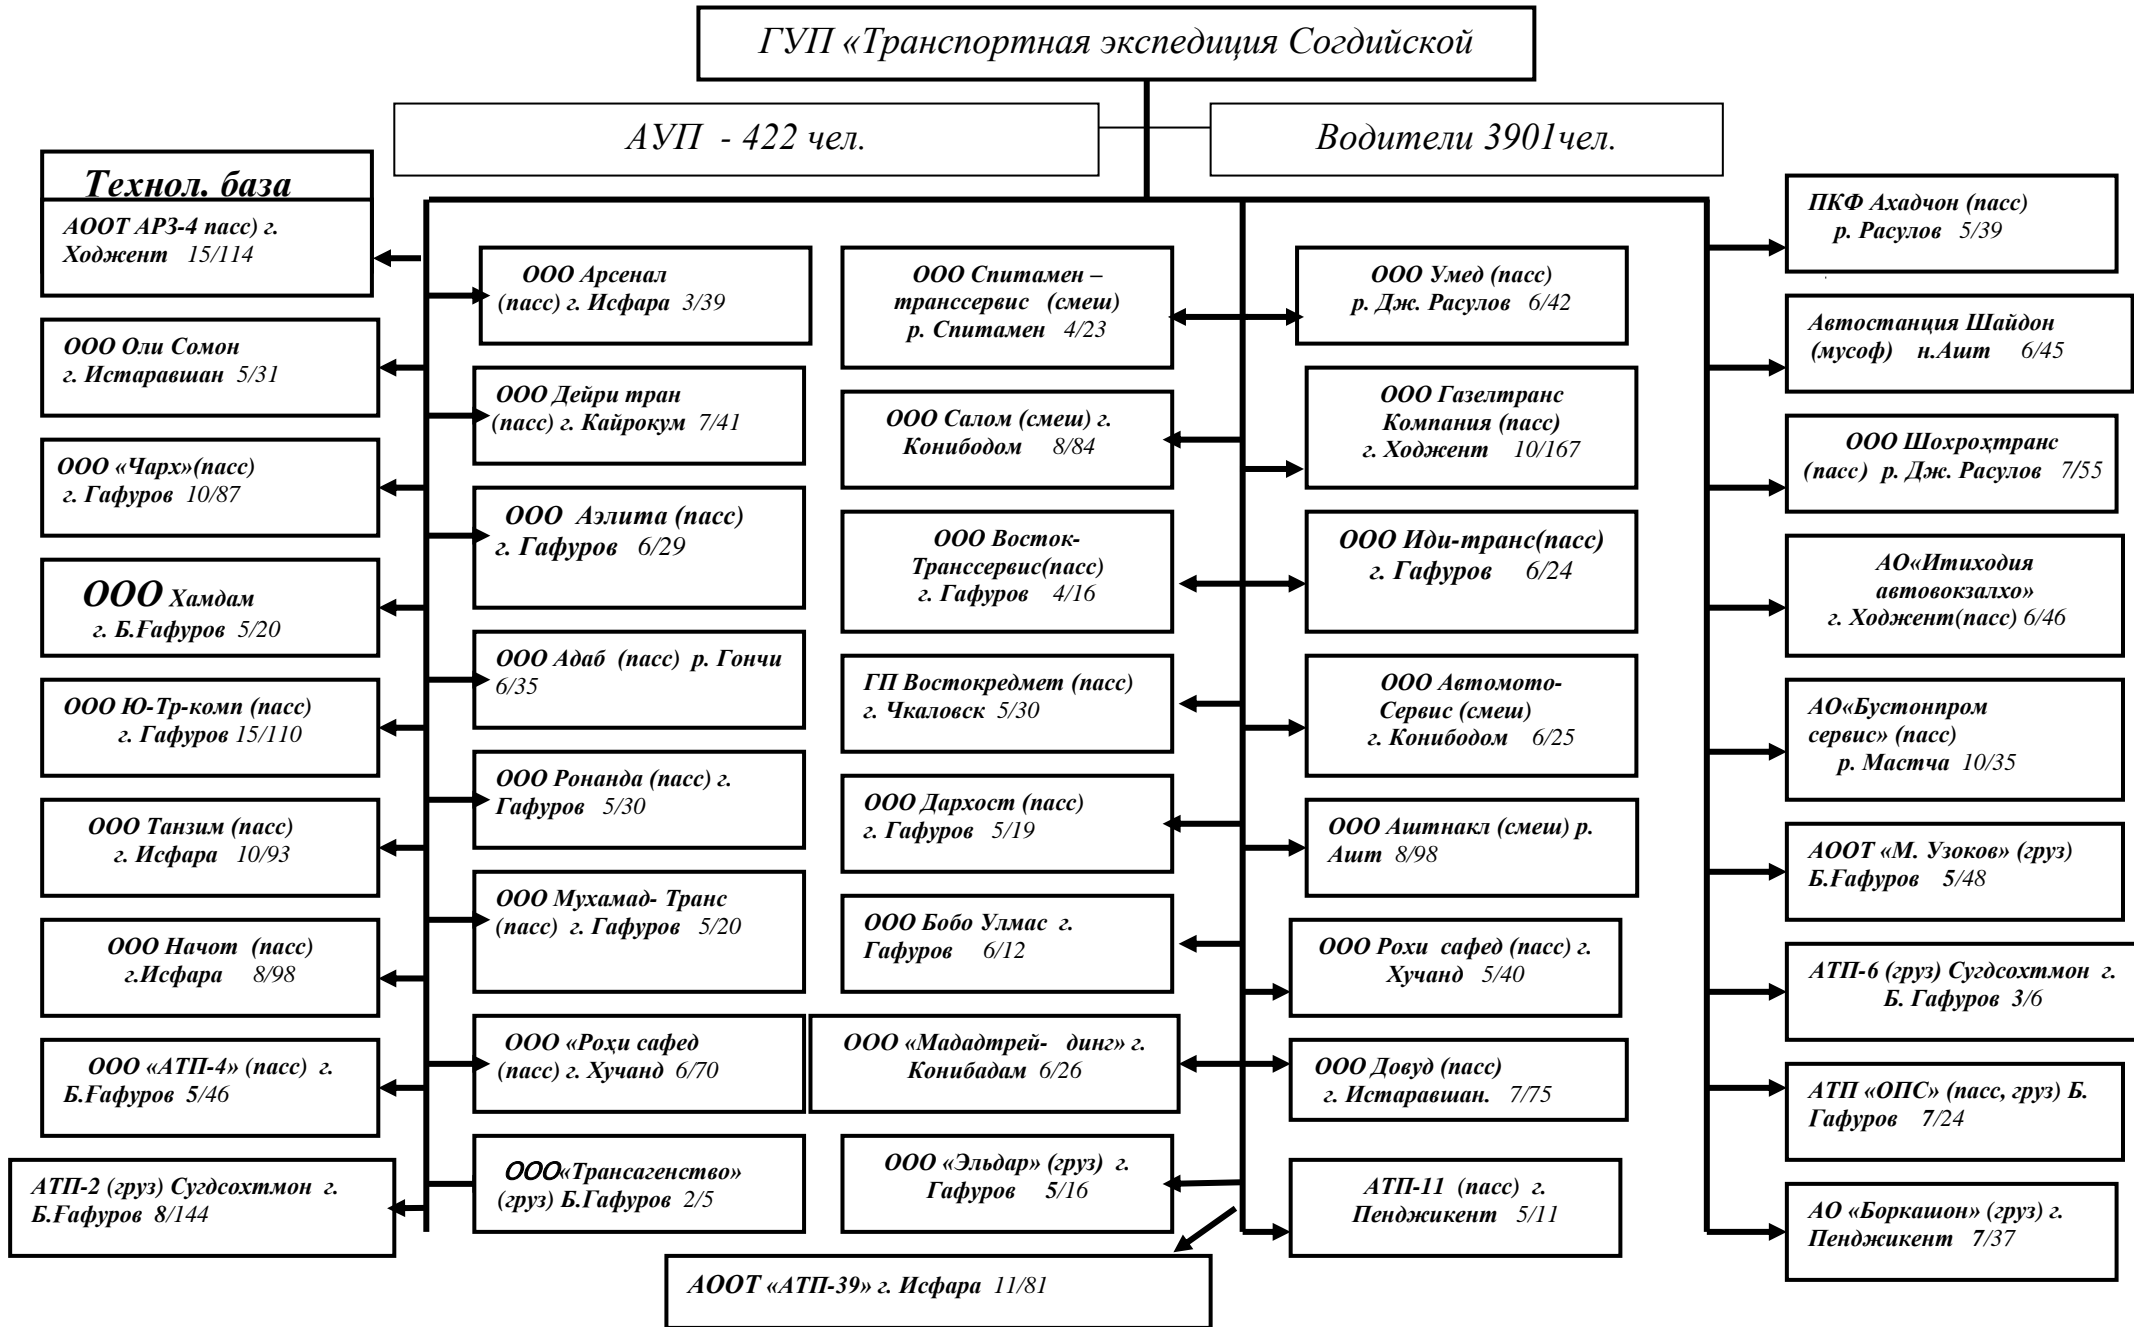 ГУП «Транспортная экспедиция Согдийской
АУП - 422 чел.
Водители 3901чел.
Технол. база
АООТ АРЗ-4 пасс) г.
Ходжент 15/114
ООО Оли Сомон
г. Истаравшан 5/31
ООО «Чарх»(пасс)
г. Гафуров 10/87
ООО Хамдам
г. Б.Ғафуров 5/20
ООО Ю-Тр-комп (пасс)
г. Гафуров 15/110
ООО Танзим (пасс)
г. Исфара 10/93
ООО Начот (пасс)
г.Исфара 8/98
ООО «АТП-4» (пасс) г.
Б.Ғафуров 5/46
АТП-2 (груз) Сугдсохтмон г.
Б.Ғафуров 8/144
ООО Арсенал
(пасс) г. Исфара 3/39
ООО Дейри тран
(пасс) г. Кайрокум 7/41
ООО Аэлита (пасс)
г. Гафуров 6/29
ООО Адаб (пасс) р. Гончи
6/35
ООО Ронанда (пасс) г.
Гафуров 5/30
ООО Мухамад- Транс
(пасс) г. Гафуров 5/20
ООО «Роҳи сафед
(пасс) г. Хучанд 6/70
ООО«Трансагенство»
(груз) Б.Гафуров 2/5
ООО Спитамен –
транссервис (смеш)
р. Спитамен 4/23
ООО Салом (смеш) г.
Конибодом 8/84
ООО Восток-
Транссервис(пасс)
г. Гафуров 4/16
ГП Востокредмет (пасс)
г. Чкаловск 5/30
ООО Дархост (пасс)
г. Гафуров 5/19
ООО Бобо Улмас г.
Гафуров 6/12
ООО «Мададтрей- динг» г.
Конибадам 6/26
ООО «Эльдар» (груз) г.
Гафуров 5/16
АООТ «АТП-39» г. Исфара 11/81
ООО Умед (пасс)
р. Дж. Расулов 6/42
ООО Газелтранс
Компания (пасс)
г. Ходжент 10/167
ООО Иди-транс(пасс)
г. Гафуров 6/24
ООО Автомото-
Сервис (смеш)
г. Конибодом 6/25
ООО Аштнакл (смеш) р.
Ашт 8/98
ООО Рохи сафед (пасс) г.
Хучанд 5/40
ООО Довуд (пасс)
г. Истаравшан. 7/75
АТП-11 (пасс) г.
Пенджикент 5/11
ПКФ Ахадчон (пасс)
р. Расулов 5/39
Автостанция Шайдон
(мусоф) н.Ашт 6/45
ООО Шохроҳтранс
(пасс) р. Дж. Расулов 7/55
АО«Итиходия
автовокзалхо»
г. Ходжент(пасс) 6/46
АО«Бустонпром
сервис» (пасс)
р. Мастча 10/35
АООТ «М. Узоков» (груз)
Б.Ғафуров 5/48
АТП-6 (груз) Сугдсохтмон г.
Б. Гафуров 3/6
АТП «ОПС» (пасс, груз) Б.
Гафуров 7/24
АО «Боркашон» (груз) г.
Пенджикент 7/37